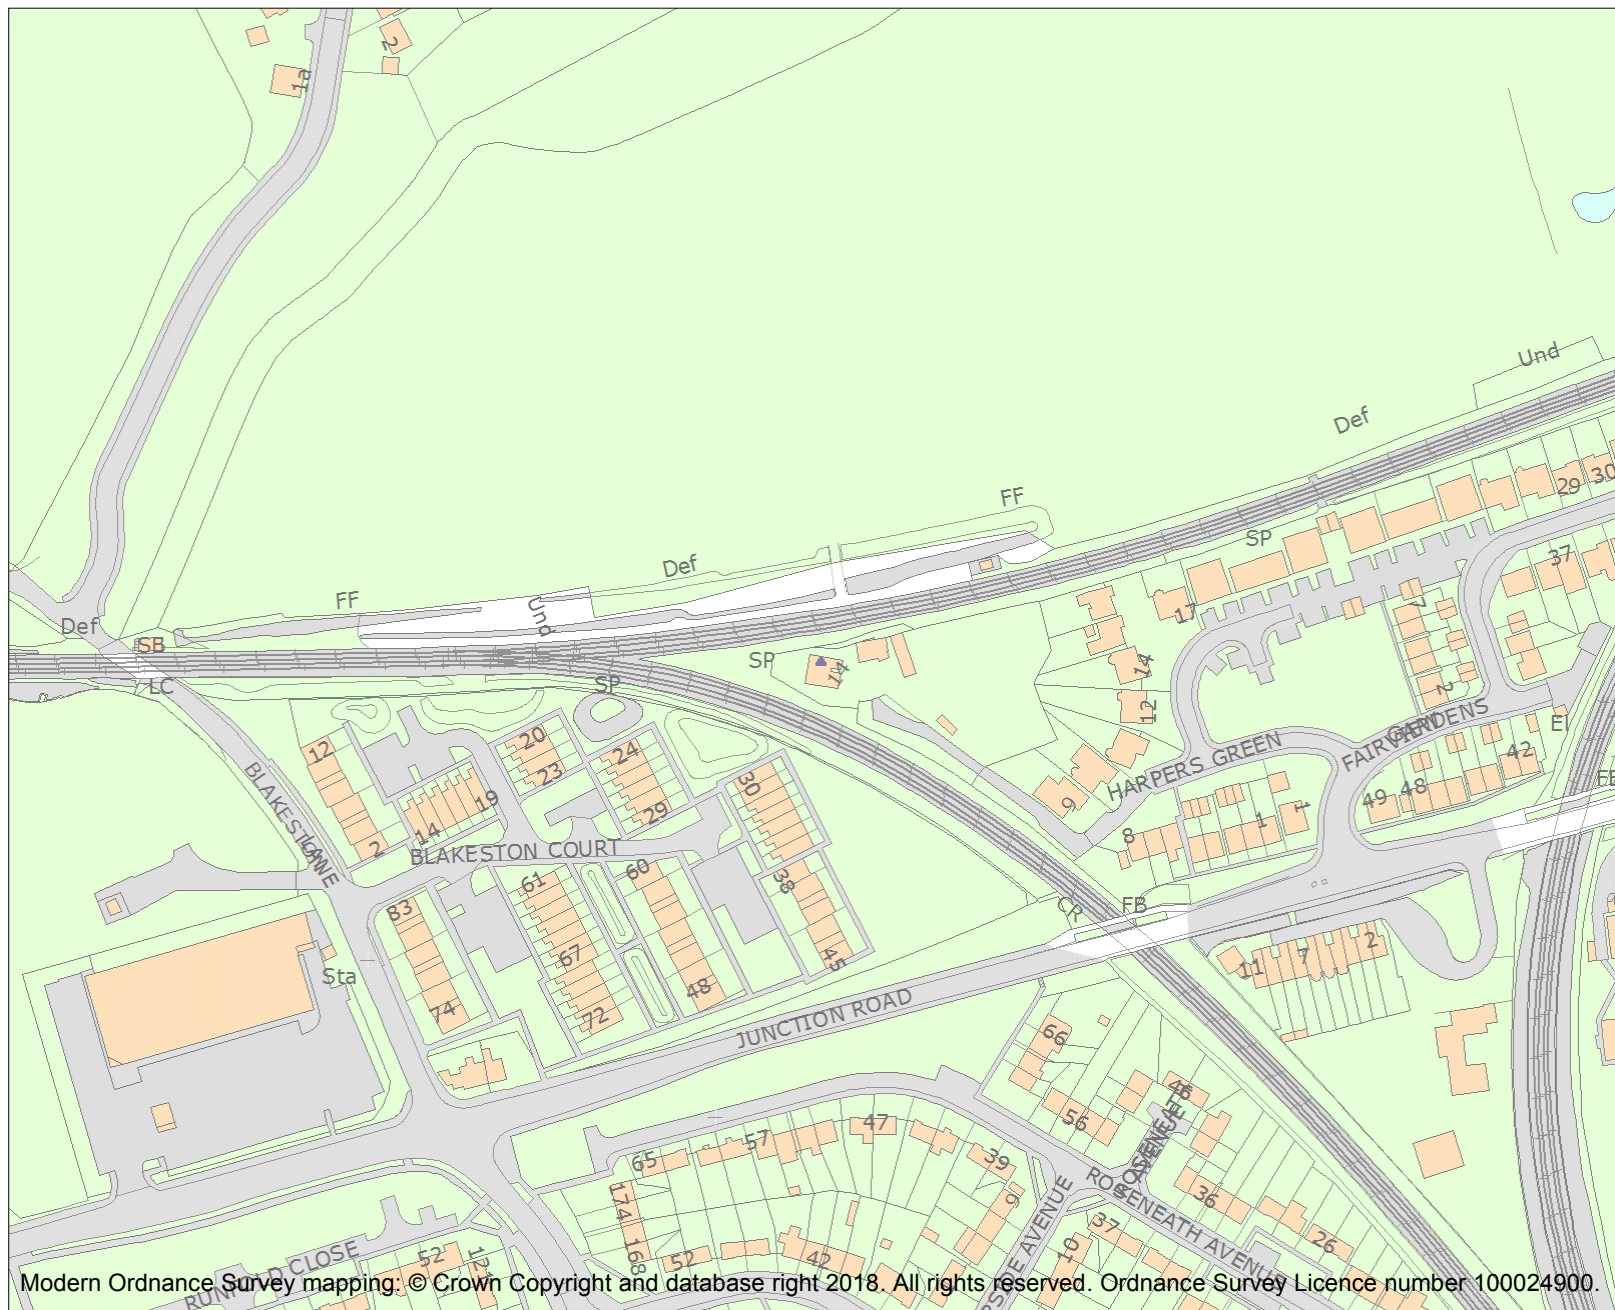 2
1a
Und
Def
FF
Def
FF
Def
SB
LC
Und
SP
SP
SP
14
29
30
37
17
14
12
7
2
FAIRVIEW
GARDENS
El
42
48
49
HARPERS GREEN
9
8
1
1
FB
CR
BLAKESTON
LANE
12
2
14
19
20
23
24
29
30
38
45
BLAKESTON COURT
60
48
61
67
72
83
74
Sta
JUNCTION ROAD
11
7
2
66
56
46
ROSENEATH
AVENUE
47
57
65
39
9
174
168
52
42
37
10
36
26
ROSENEATH AVENUE
RUNFOLD CLOSE
52
Modern Ordnance Survey mapping: © Crown Copyright and database right 2018. All rights reserved. Ordnance Survey Licence number 100024900.